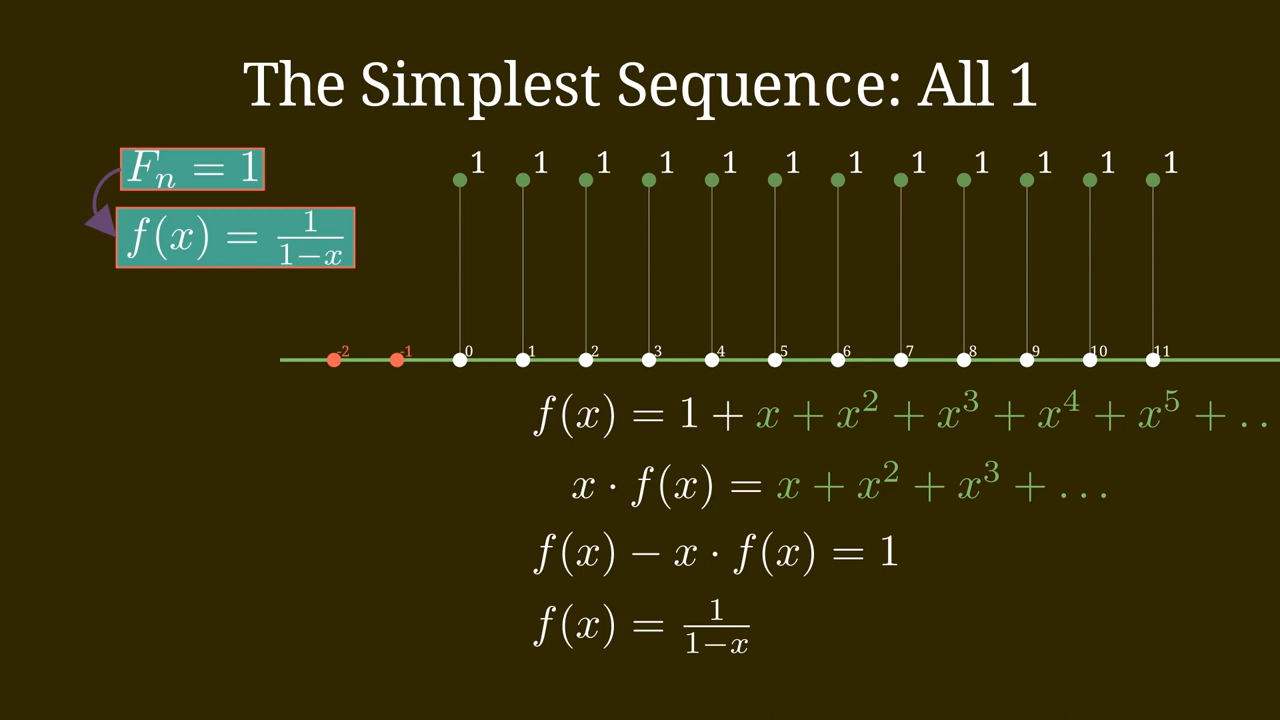 The Simplest Sequence: All 1
Fₙ = 1
f(x) = 1/(1−x)
1 1 1 1 1 1 1 1 1 1 1 1
-2 -1 0 1 2 3 4 5 6 7 8 9 10 11
f(x) = 1 + x + x² + x³ + x⁴ + x⁵ + ...
x · f(x) = x + x² + x³ + ...
f(x) − x · f(x) = 1
f(x) = 1/(1−x)